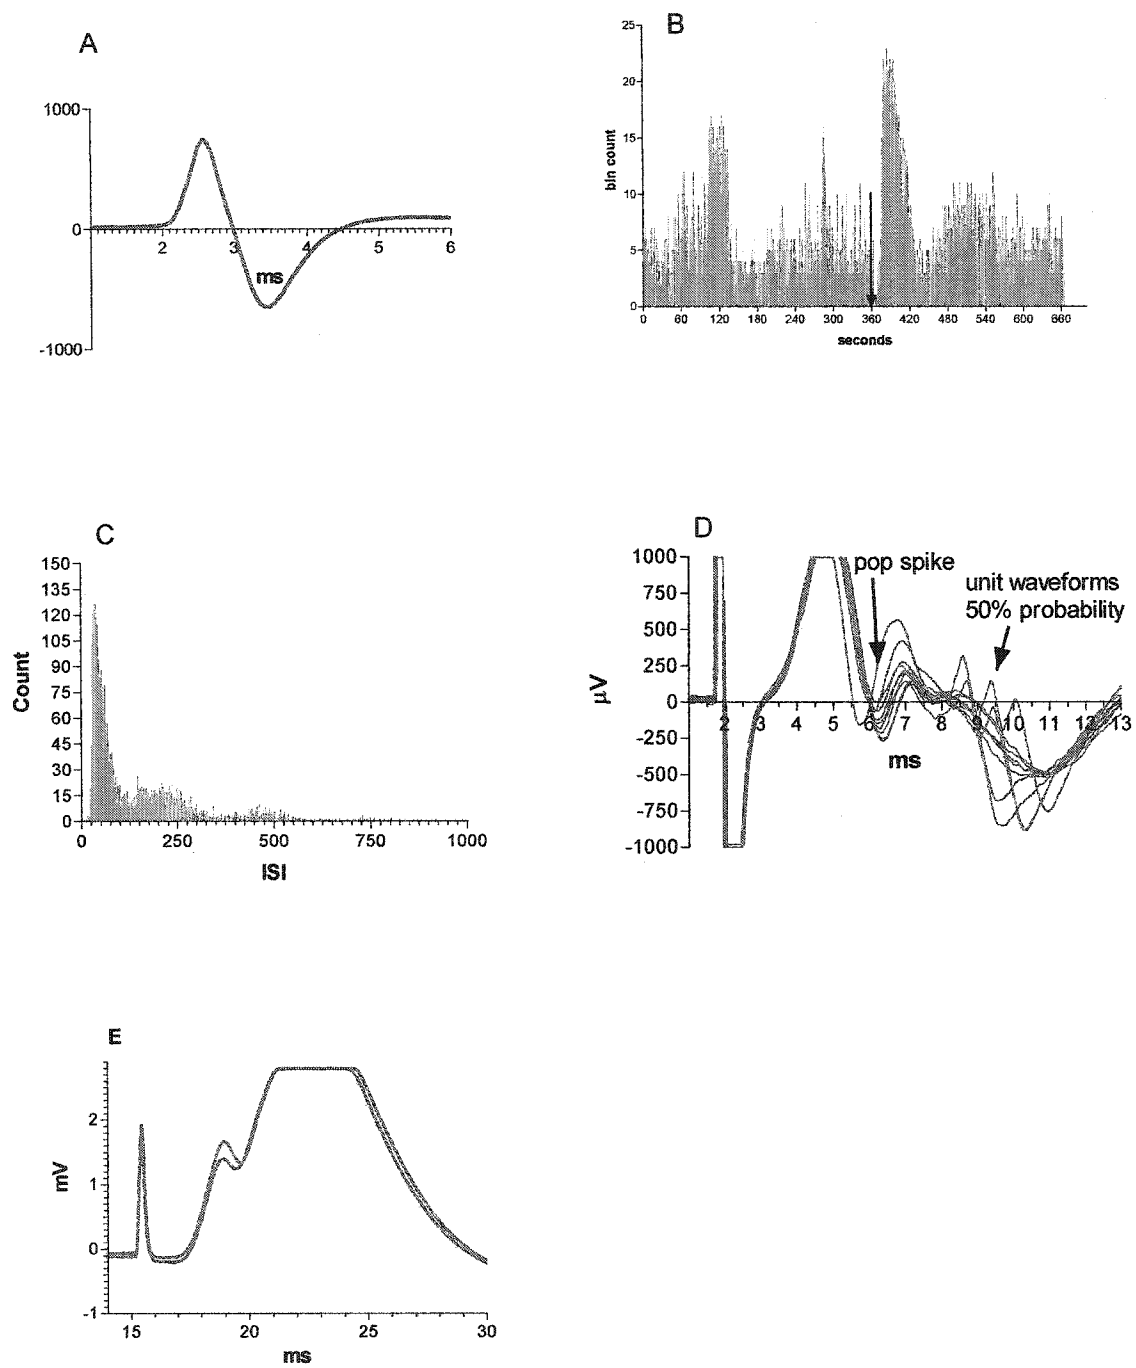 A
1000
0
2
3
4
5
6
ms
-1000
B
25
20
15
10
5
0
bin count
0 60 120 180 240 300 360 420 480 540 600 660
seconds
C
150
135
120
105
90
75
60
45
30
15
0
Count
0 250 500 750 1000
ISI
D
1000
750
500
250
0
-250
-500
-750
-1000
µV
pop spike
unit waveforms
50% probability
2 3 4 5 6 7 8 9 10 11 12 13
ms
E
2
1
0
-1
mV
15 20 25 30
ms